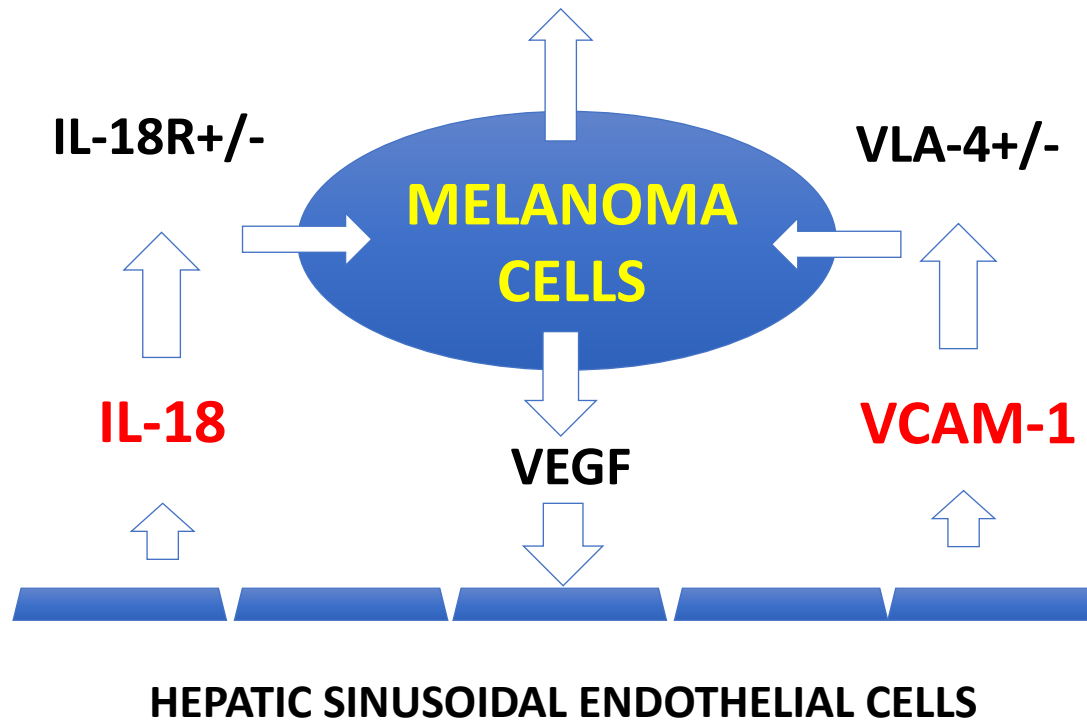 IL-18R+/-
VLA-4+/-
MELANOMA
CELLS
IL-18
VCAM-1
VEGF
HEPATIC SINUSOIDAL ENDOTHELIAL CELLS